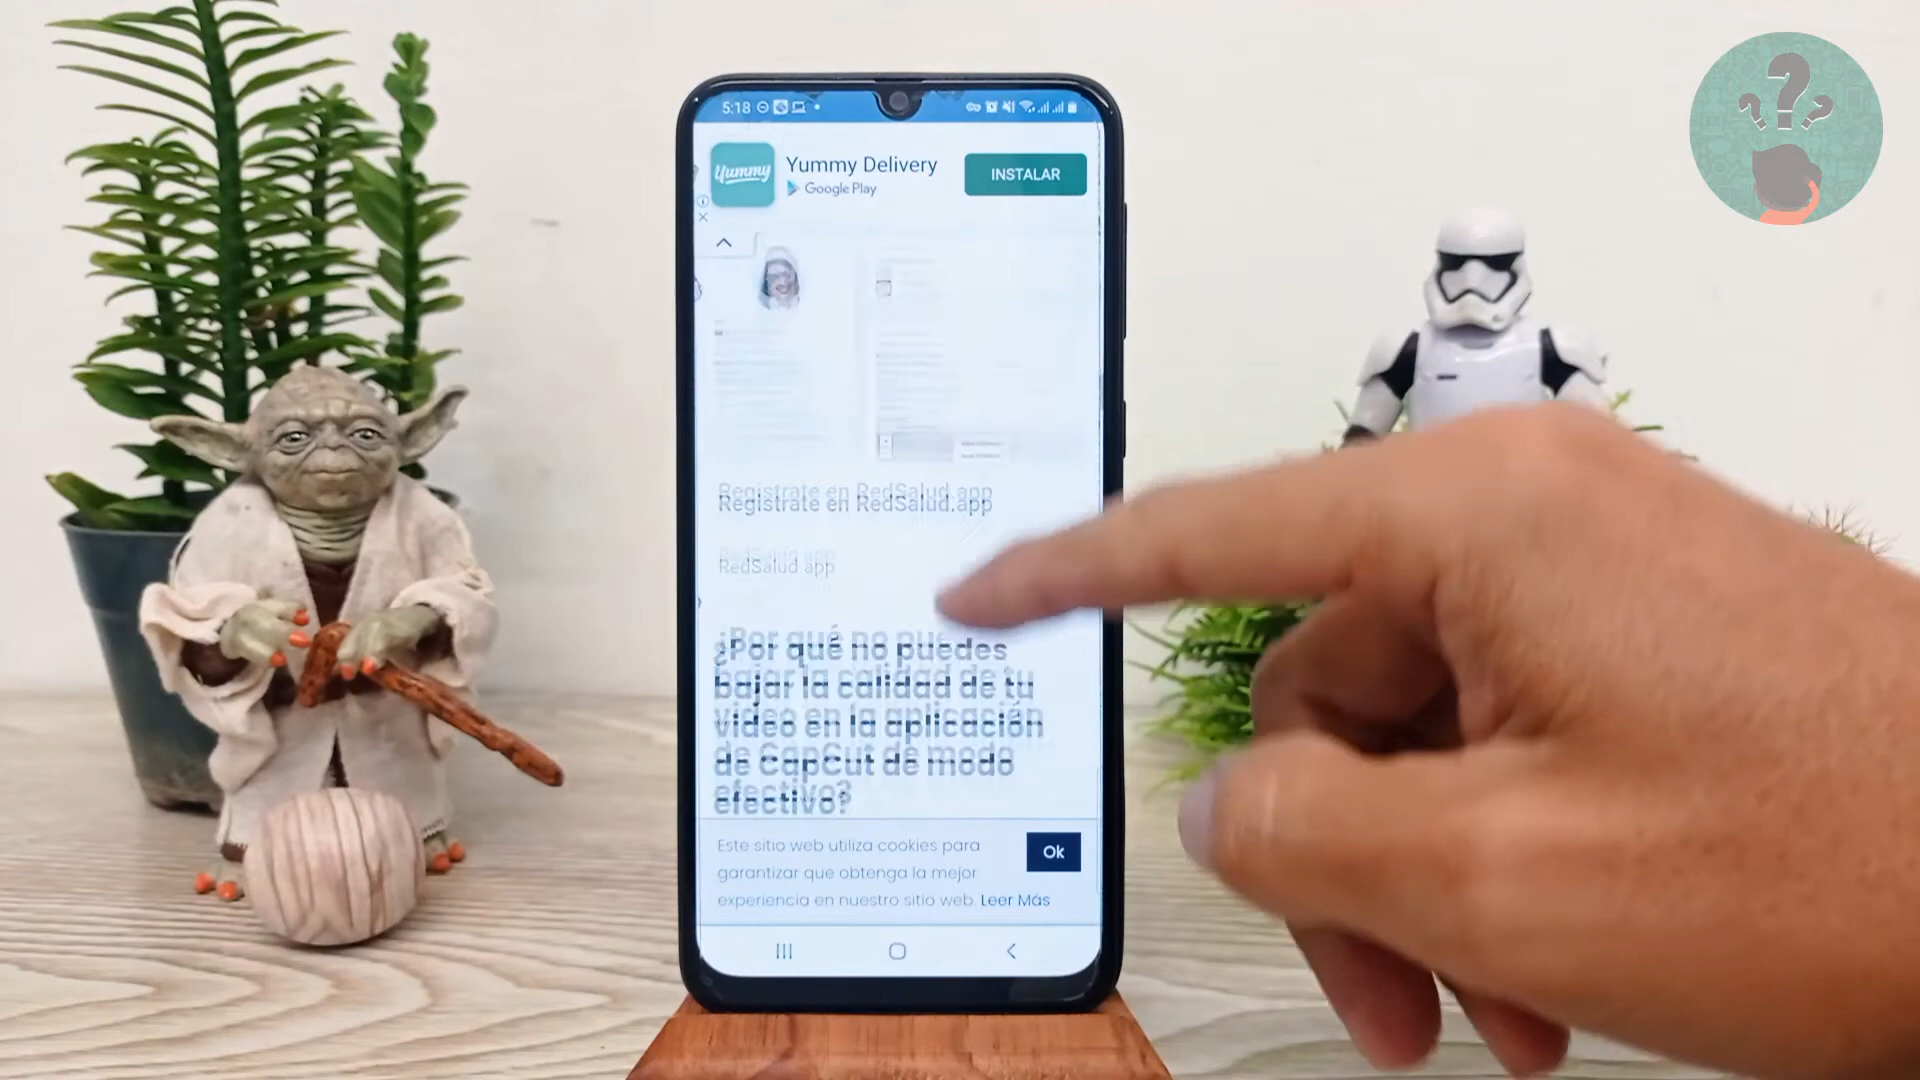 5:18
yummy
Yummy Delivery
Google Play
INSTALAR
Registrate en RedSalud.app
RedSalud.app
¿Por qué no puedes
bajar la calidad de tu
video en la aplicación
de CapCut de modo
efectivo?
Este sitio web utiliza cookies para
garantizar que obtenga la mejor
experiencia en nuestro sitio web. Leer Más
Ok